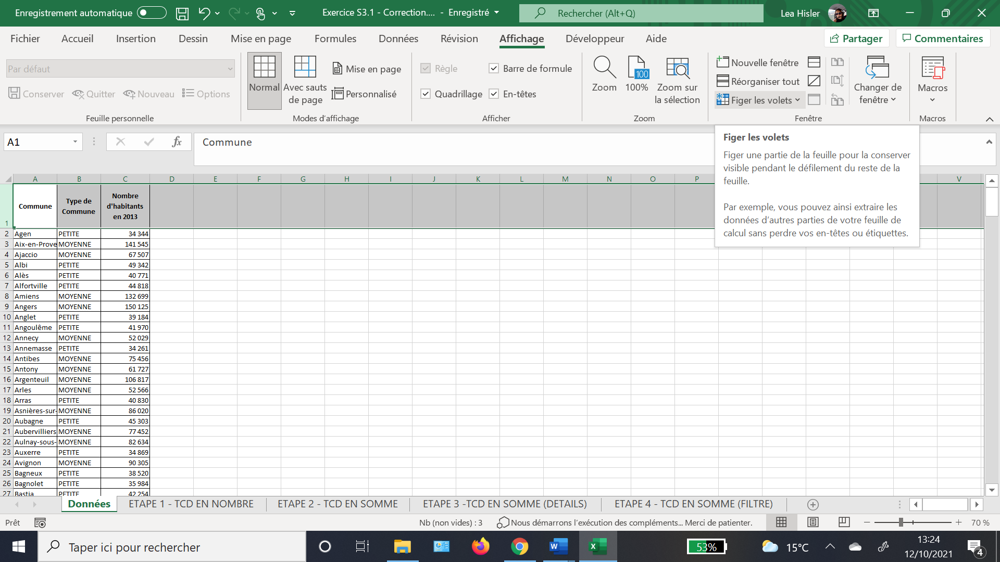 Enregistrement automatique
Exercice S3.1 - Correction.... - Enregistré
Rechercher (Alt+Q)
Lea Hisler
Fichier Accueil Insertion Dessin Mise en page Formules Données Révision Affichage Développeur Aide
Partager Commentaires
Par défaut
Conserver Quitter Nouveau Options
Feuille personnelle
Normal
Avec sauts
de page
Mise en page
Personnalisé
Modes d'affichage
Règle Barre de formule
Quadrillage En-têtes
Afficher
Zoom
100
100%
Zoom sur
la sélection
Zoom
Nouvelle fenêtre
Réorganiser tout
Figer les volets
Changer de
fenêtre
Fenêtre
Macros
Macros
A1
fx
Commune
Figer les volets
Figer une partie de la feuille pour la conserver
visible pendant le défilement du reste de la
feuille.
Par exemple, vous pouvez ainsi extraire les
données d'autres parties de votre feuille de
calcul sans perdre vos en-têtes ou étiquettes.
A B C D E F G H I J K L M N O P V
1 Commune Type de Commune Nombre d'habitants en 2013
2 Agen PETITE 34 344
3 Aix-en-Prove MOYENNE 141 545
4 Ajaccio MOYENNE 67 507
5 Albi PETITE 49 342
6 Alès PETITE 40 771
7 Alfortville PETITE 44 818
8 Amiens MOYENNE 132 699
9 Angers MOYENNE 150 125
10 Anglet PETITE 39 184
11 Angoulême PETITE 41 970
12 Annecy MOYENNE 52 029
13 Annemasse PETITE 34 261
14 Antibes MOYENNE 75 456
15 Antony MOYENNE 61 727
16 Argenteuil MOYENNE 106 817
17 Arles MOYENNE 52 566
18 Arras PETITE 40 830
19 Asnières-sur- MOYENNE 86 020
20 Aubagne PETITE 45 303
21 Aubervilliers MOYENNE 77 452
22 Aulnay-sous- MOYENNE 82 634
23 Auxerre PETITE 34 869
24 Avignon MOYENNE 90 305
25 Bagneux PETITE 38 520
26 Bagnolet PETITE 35 984
27 Bastia PETITE 42 254
Données ETAPE 1 - TCD EN NOMBRE ETAPE 2 - TCD EN SOMME ETAPE 3 -TCD EN SOMME (DETAILS) ETAPE 4 - TCD EN SOMME (FILTRE)
Prêt
Nb (non vides) : 3
Nous démarrons l'exécution des compléments... Merci de patienter.
70 %
Taper ici pour rechercher
W
X
53%
15°C
13:24
12/10/2021
4